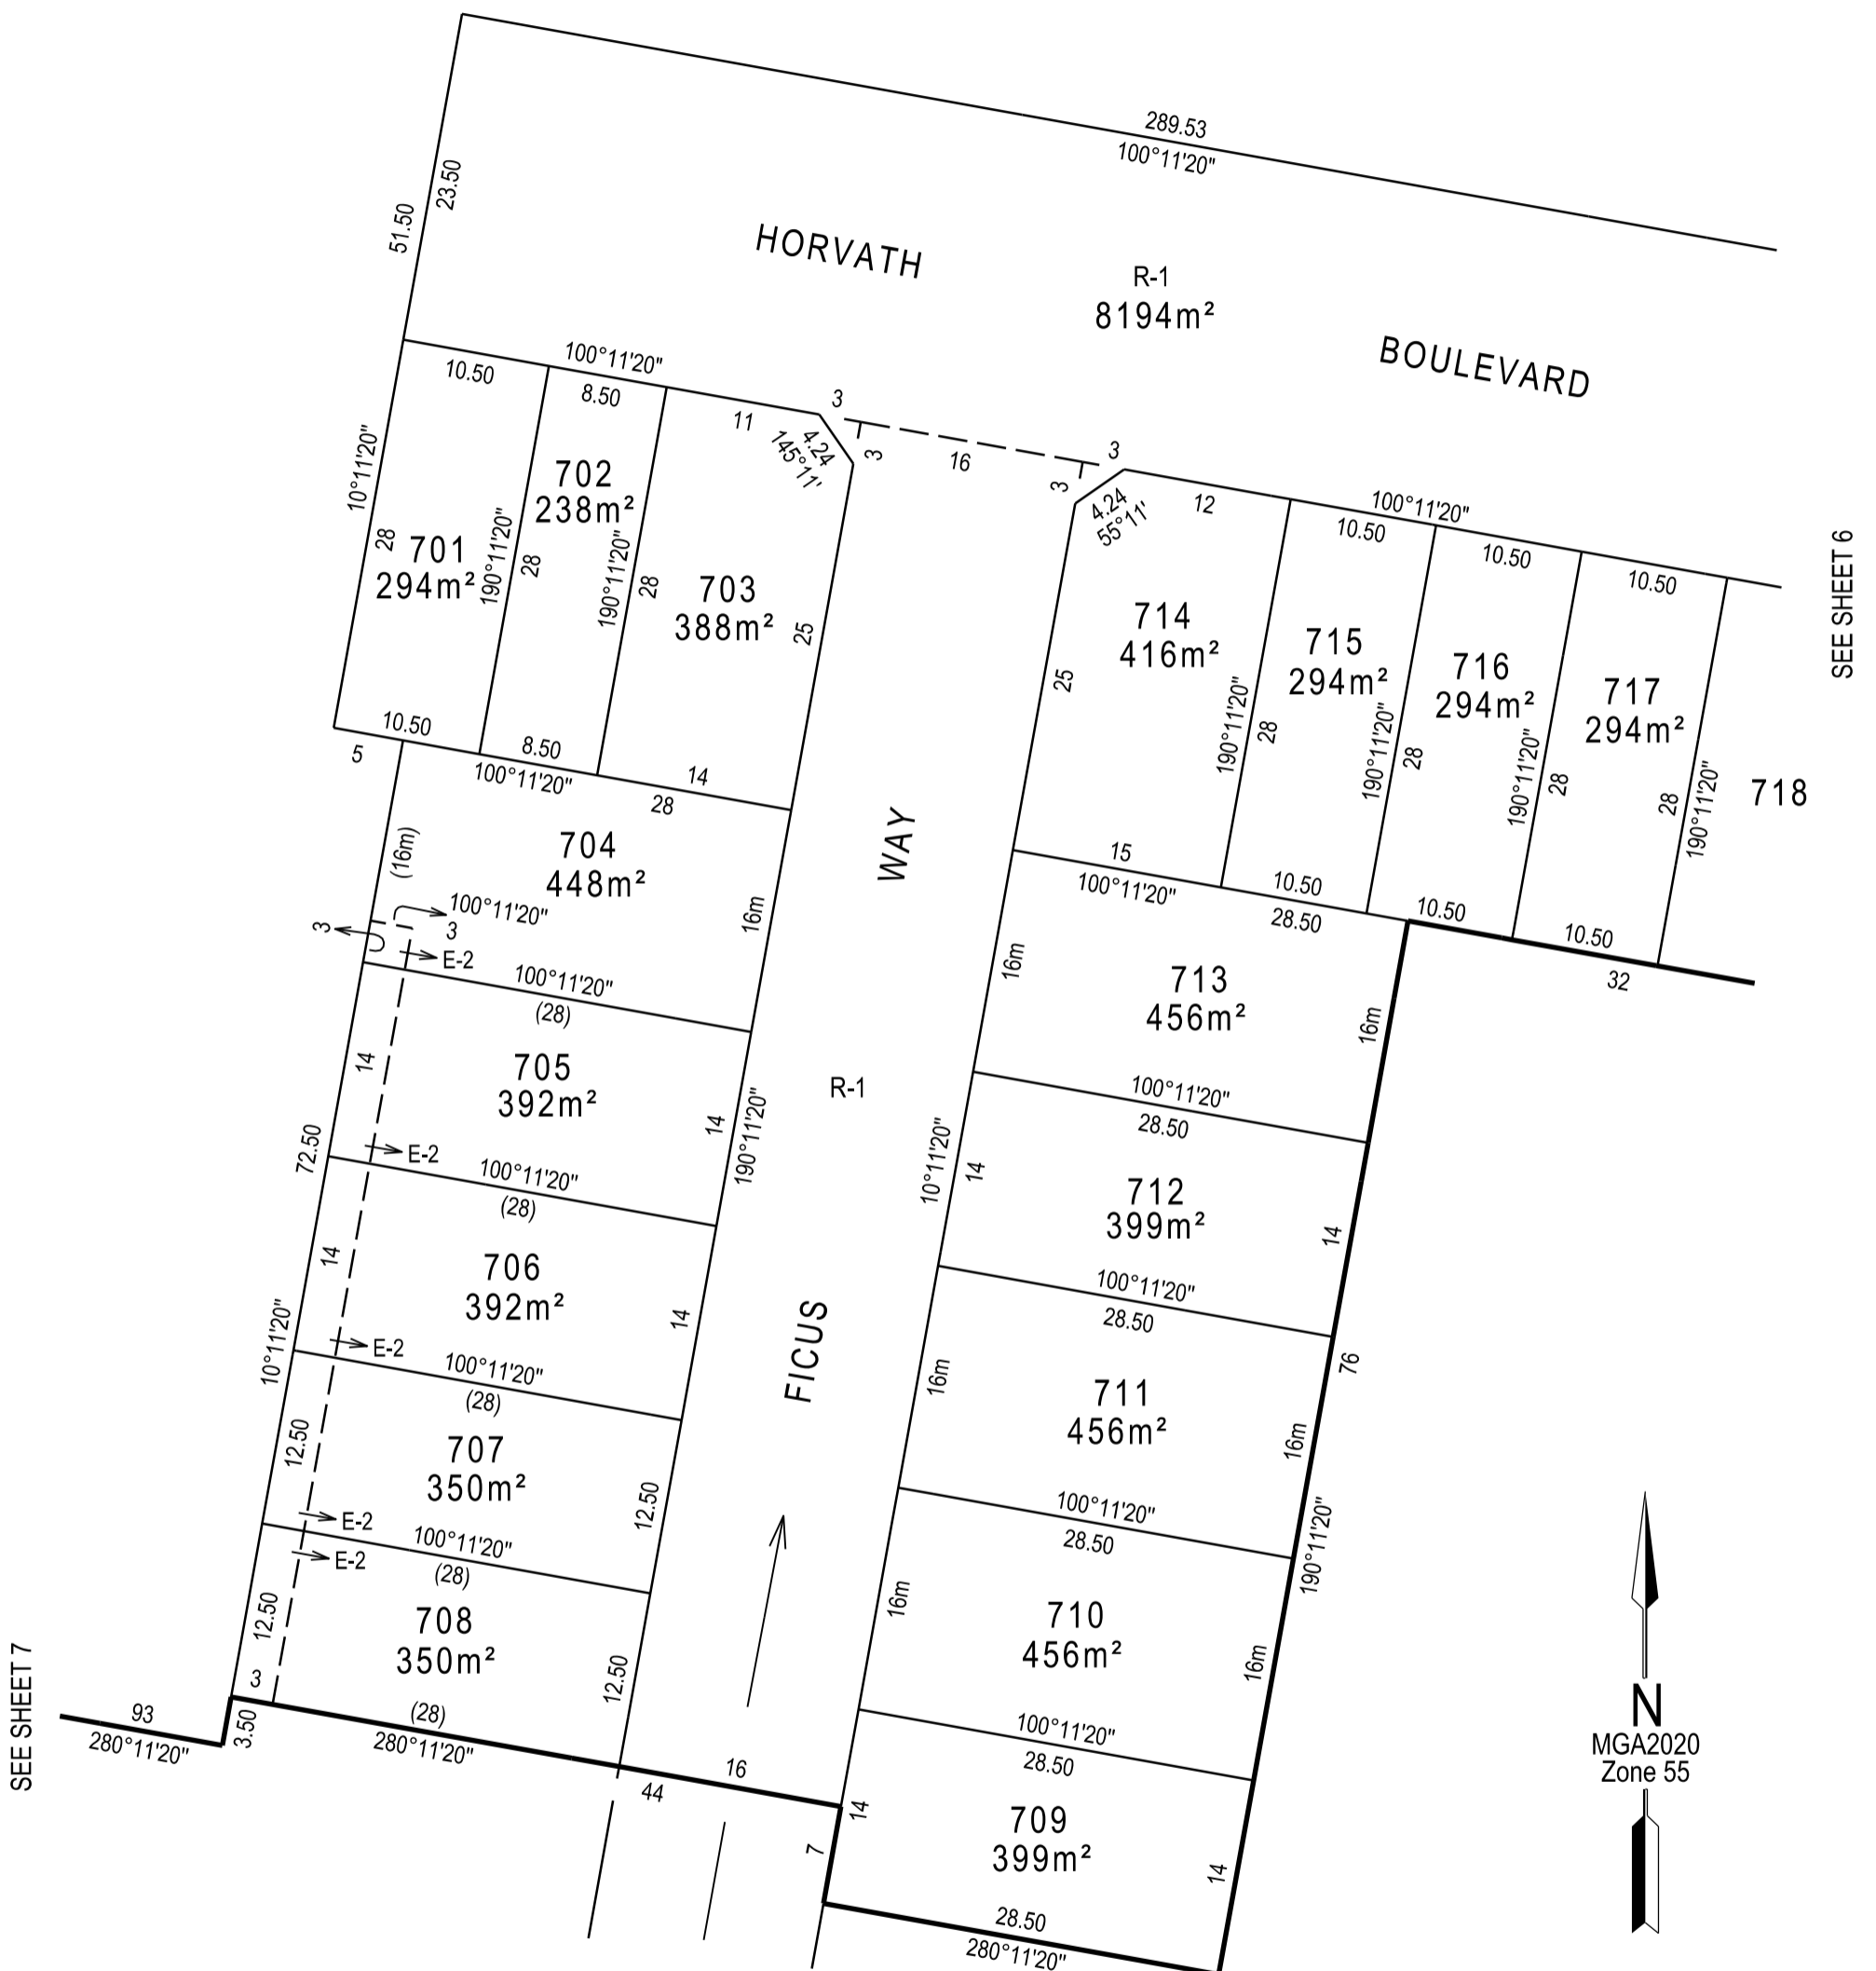 289.53
100°11'20"
23.50
51.50
HORVATH
R-1
8194m²
BOULEVARD
100°11'20"
10.50
8.50
11
3
4.24
145°11'
3
16
3
3
4.24
55°11'
12
100°11'20"
10.50
10.50
10.50
SEE SHEET 6
10°11'20"
28
701
294m²
190°11'20"
28
702
238m²
190°11'20"
28
703
388m²
25
25
714
416m²
190°11'20"
28
715
294m²
190°11'20"
28
716
294m²
190°11'20"
28
717
294m²
28
190°11'20"
718
10.50
5
8.50
100°11'20"
14
28
WAY
15
100°11'20"
10.50
28.50
10.50
10.50
32
(16m)
704
448m²
16m
100°11'20"
3
3
E-2
100°11'20"
(28)
16m
713
456m²
16m
100°11'20"
28.50
14
705
392m²
14
190°11'20"
R-1
72.50
E-2
100°11'20"
(28)
10°11'20"
14
712
399m²
14
100°11'20"
28.50
76
14
706
392m²
14
10°11'20"
E-2
100°11'20"
(28)
FICUS
16m
711
456m²
16m
190°11'20"
100°11'20"
28.50
12.50
707
350m²
12.50
E-2
100°11'20"
E-2
(28)
16m
710
456m²
16m
100°11'20"
28.50
12.50
708
350m²
12.50
3
(28)
280°11'20"
SEE SHEET 7
93
280°11'20"
3.50
16
44
14
7
709
399m²
14
28.50
280°11'20"
N
MGA2020
Zone 55